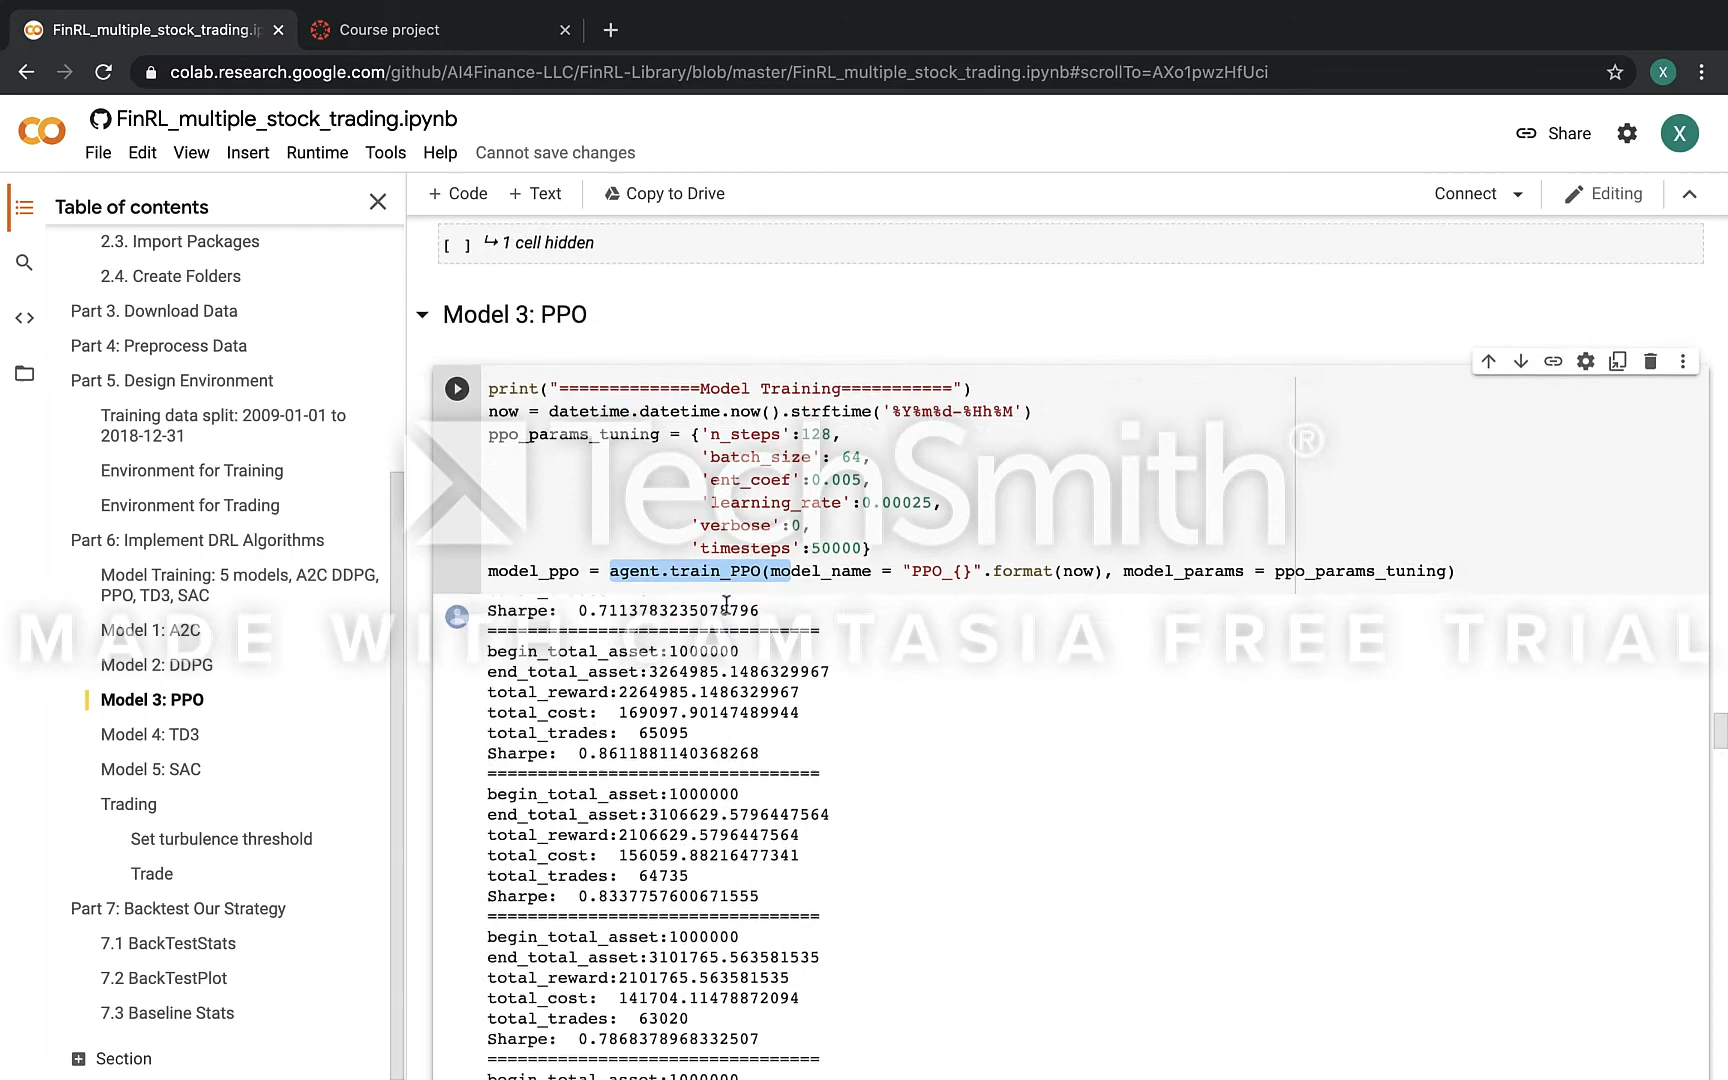 FinRL_multiple_stock_trading.ip
Course project
colab.research.google.com/github/AI4Finance-LLC/FinRL-Library/blob/master/FinRL_multiple_stock_trading.ipynb#scrollTo=AXo1pwzHfUci
X
FinRL_multiple_stock_trading.ipynb
Share
X
File Edit View Insert Runtime Tools Help Cannot save changes
Table of contents
+ Code + Text Copy to Drive
Connect
Editing
2.3. Import Packages
2.4. Create Folders
Part 3. Download Data
Part 4: Preprocess Data
Part 5. Design Environment
Training data split: 2009-01-01 to
2018-12-31
Environment for Training
Environment for Trading
Part 6: Implement DRL Algorithms
Model Training: 5 models, A2C DDPG,
PPO, TD3, SAC
Model 1: A2C
Model 2: DDPG
Model 3: PPO
Model 4: TD3
Model 5: SAC
Trading
Set turbulence threshold
Trade
Part 7: Backtest Our Strategy
7.1 BackTestStats
7.2 BackTestPlot
7.3 Baseline Stats
Section
[ ] ↳ 1 cell hidden
Model 3: PPO
print("==============Model Training===========")
now = datetime.datetime.now().strftime('%Y%m%d-%Hh%M')
ppo_params_tuning = {'n_steps':128,
'batch_size': 64,
'ent_coef':0.005,
'learning_rate':0.00025,
'verbose':0,
'timesteps':50000}
model_ppo = agent.train_PPO(model_name = "PPO_{}".format(now), model_params = ppo_params_tuning)
Sharpe: 0.7113783235079796
=================================
begin_total_asset:1000000
end_total_asset:3264985.1486329967
total_reward:2264985.1486329967
total_cost: 169097.90147489944
total_trades: 65095
Sharpe: 0.8611881140368268
=================================
begin_total_asset:1000000
end_total_asset:3106629.5796447564
total_reward:2106629.5796447564
total_cost: 156059.88216477341
total_trades: 64735
Sharpe: 0.8337757600671555
=================================
begin_total_asset:1000000
end_total_asset:3101765.563581535
total_reward:2101765.563581535
total_cost: 141704.11478872094
total_trades: 63020
Sharpe: 0.7868378968332507
=================================
begin_total_asset:1000000
TechSmith®
MADE WITH CAMTASIA FREE TRIAL